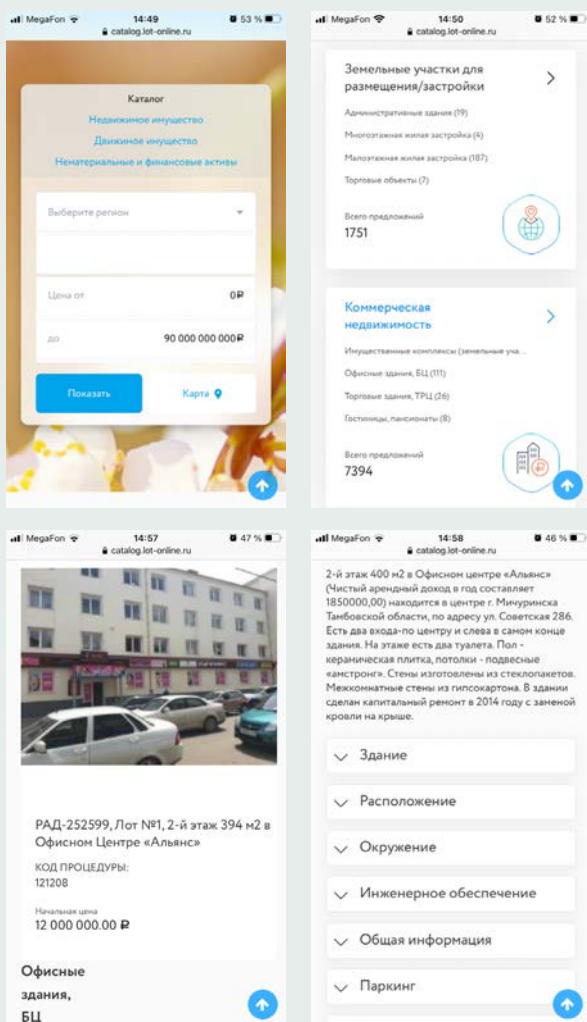 MegaFon 14:49 53 %
catalog.lot-online.ru
Каталог
Недвижимое имущество
Движимое имущество
Нематериальные и финансовые активы
Выберите регион
Цена от 0₽
до 90 000 000 000₽
Показать Карта
MegaFon 14:50 52 %
catalog.lot-online.ru
Земельные участки для
размещения/застройки
Административные здания (19)
Многоэтажная жилая застройка (4)
Малоэтажная жилая застройка (187)
Торговые объекты (7)
Всего предложений
1751
Коммерческая
недвижимость
Имущественные комплексы (земельные уча...
Офисные здания, БЦ (111)
Торговые здания, ТРЦ (26)
Гостиницы, пансионаты (8)
Всего предложений
7394
MegaFon 14:57 47 %
catalog.lot-online.ru
РАД-252599, Лот №1, 2-й этаж 394 м2 в
Офисном Центре «Альянс»
КОД ПРОЦЕДУРЫ:
121208
Начальная цена
12 000 000.00 ₽
Офисные
здания,
БЦ
MegaFon 14:58 46 %
catalog.lot-online.ru
2-й этаж 400 м2 в Офисном центре «Альянс»
(Чистый арендный доход в год составляет
1850000,00) находится в центре г. Мичуринска
Тамбовской области, по адресу ул. Советская 286.
Есть два входа-по центру и слева в самом конце
здания. На этаже есть два туалета. Пол -
керамическая плитка, потолки - подвесные
«амстронг». Стены изготовлены из стеклопакетов.
Межкомнатные стены из гипсокартона. В здании
сделан капитальный ремонт в 2014 году с заменой
кровли на крыше.
Здание
Расположение
Окружение
Инженерное обеспечение
Общая информация
Паркинг